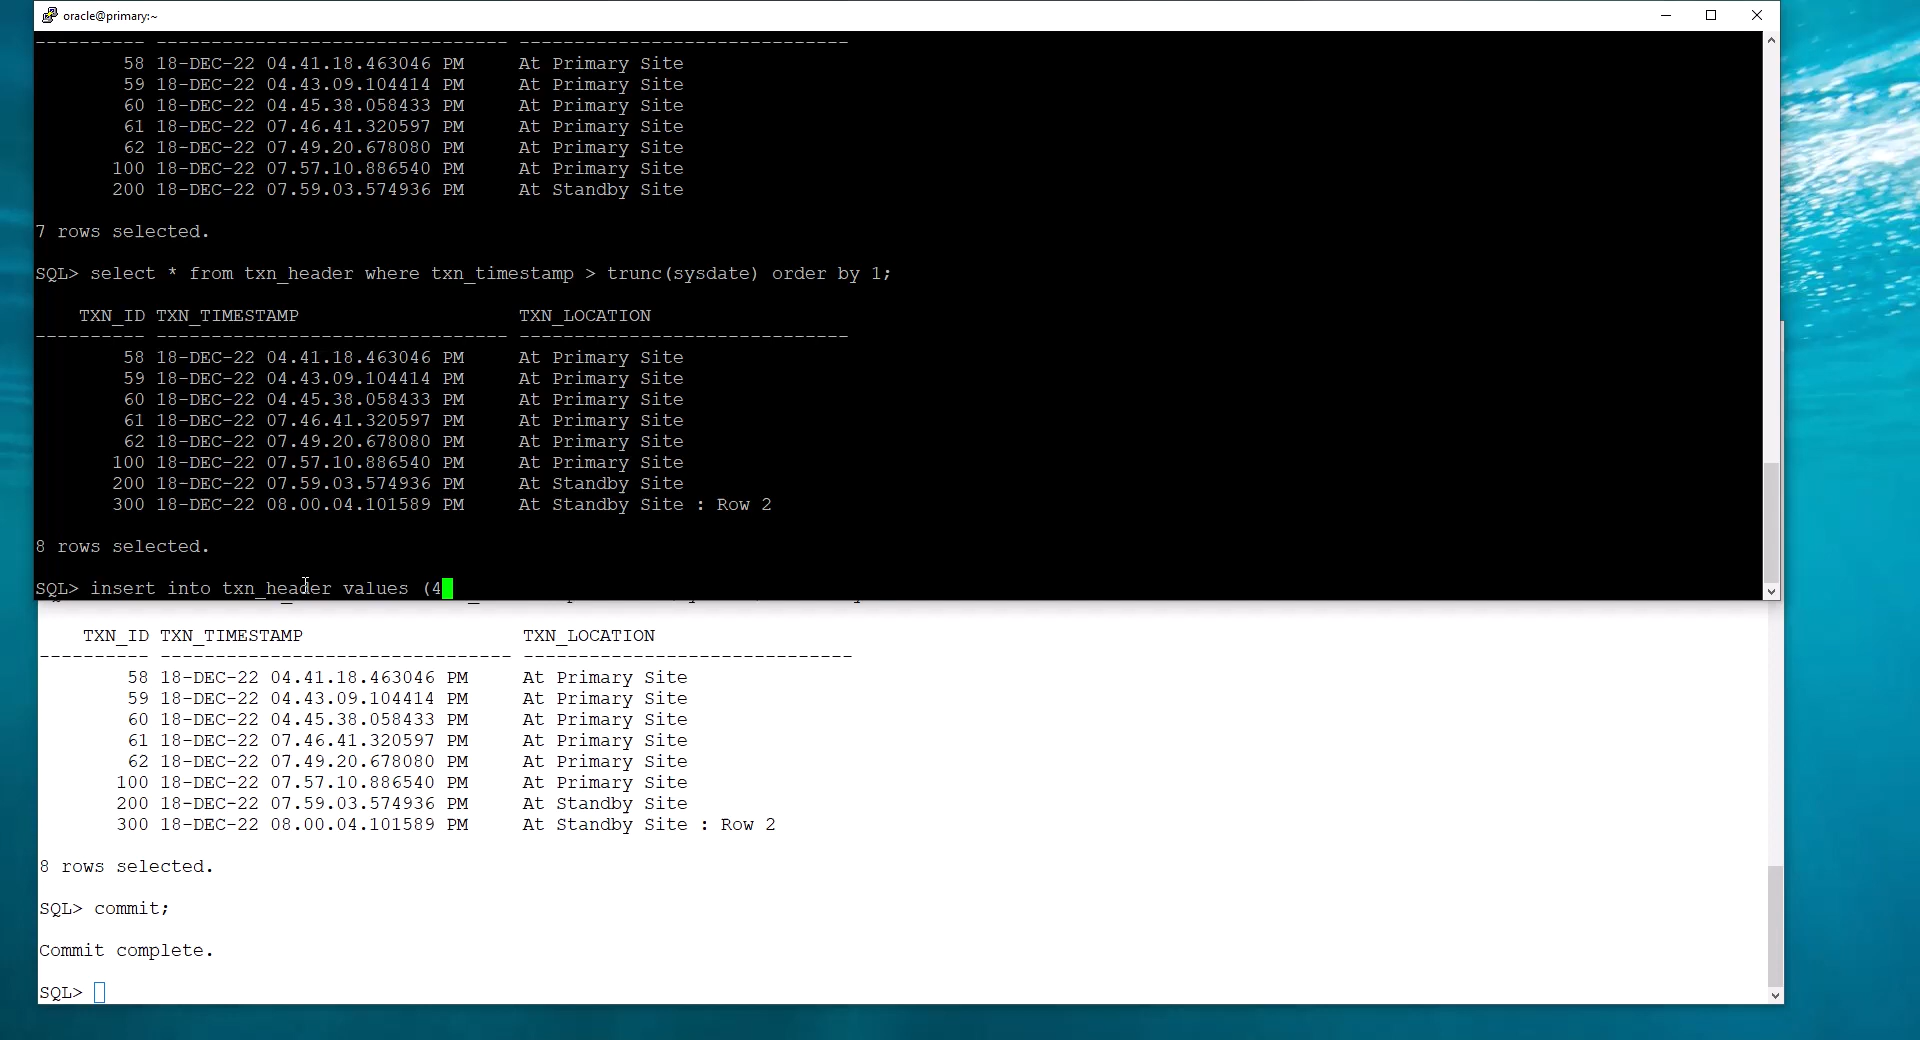 oracle@primary:~
---------- -------------------------------- ------------------------------
58 18-DEC-22 04.41.18.463046 PM     At Primary Site
59 18-DEC-22 04.43.09.104414 PM     At Primary Site
60 18-DEC-22 04.45.38.058433 PM     At Primary Site
61 18-DEC-22 07.46.41.320597 PM     At Primary Site
62 18-DEC-22 07.49.20.678080 PM     At Primary Site
100 18-DEC-22 07.57.10.886540 PM     At Primary Site
200 18-DEC-22 07.59.03.574936 PM     At Standby Site
7 rows selected.
SQL> select * from txn_header where txn_timestamp > trunc(sysdate) order by 1;
TXN_ID TXN_TIMESTAMP                    TXN_LOCATION
---------- -------------------------------- ------------------------------
58 18-DEC-22 04.41.18.463046 PM     At Primary Site
59 18-DEC-22 04.43.09.104414 PM     At Primary Site
60 18-DEC-22 04.45.38.058433 PM     At Primary Site
61 18-DEC-22 07.46.41.320597 PM     At Primary Site
62 18-DEC-22 07.49.20.678080 PM     At Primary Site
100 18-DEC-22 07.57.10.886540 PM     At Primary Site
200 18-DEC-22 07.59.03.574936 PM     At Standby Site
300 18-DEC-22 08.00.04.101589 PM     At Standby Site : Row 2
8 rows selected.
SQL> insert into txn_header values (4
TXN_ID TXN_TIMESTAMP                    TXN_LOCATION
---------- -------------------------------- ------------------------------
58 18-DEC-22 04.41.18.463046 PM     At Primary Site
59 18-DEC-22 04.43.09.104414 PM     At Primary Site
60 18-DEC-22 04.45.38.058433 PM     At Primary Site
61 18-DEC-22 07.46.41.320597 PM     At Primary Site
62 18-DEC-22 07.49.20.678080 PM     At Primary Site
100 18-DEC-22 07.57.10.886540 PM     At Primary Site
200 18-DEC-22 07.59.03.574936 PM     At Standby Site
300 18-DEC-22 08.00.04.101589 PM     At Standby Site : Row 2
8 rows selected.
SQL> commit;
Commit complete.
SQL>